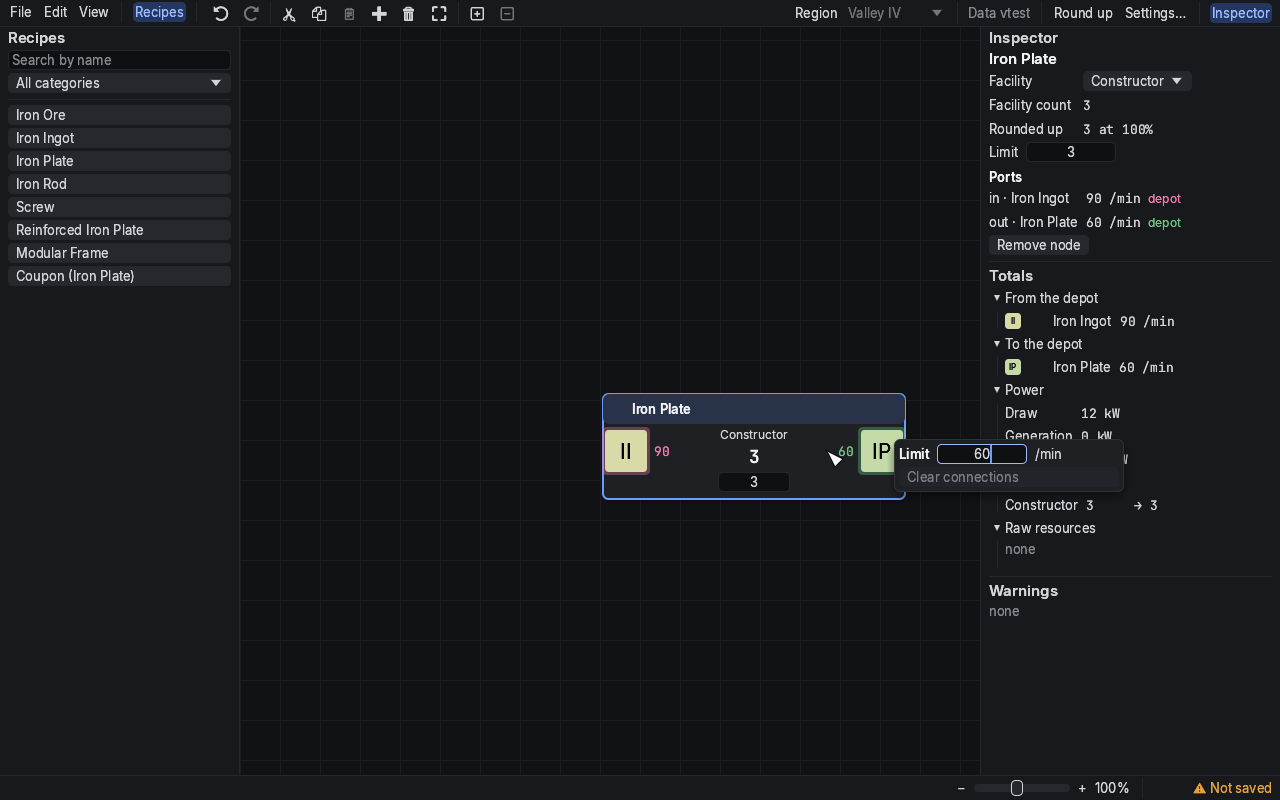 File Edit View Recipes Region Valley IV Data vtest Round up Settings... Inspector
Recipes
Search by name
All categories
Iron Ore
Iron Ingot
Iron Plate
Iron Rod
Screw
Reinforced Iron Plate
Modular Frame
Coupon (Iron Plate)
Iron Plate
II 90
Constructor
3
3
60 IP
Limit 60 /min
Clear connections
Inspector
Iron Plate
Facility Constructor
Facility count 3
Rounded up 3 at 100%
Limit 3
Ports
in · Iron Ingot 90 /min depot
out · Iron Plate 60 /min depot
Remove node
Totals
From the depot
II Iron Ingot 90 /min
To the depot
IP Iron Plate 60 /min
Power
Draw 12 kW
Generation 0 kW
Constructor 3 → 3
Raw resources
none
Warnings
none
− + 100% Not saved